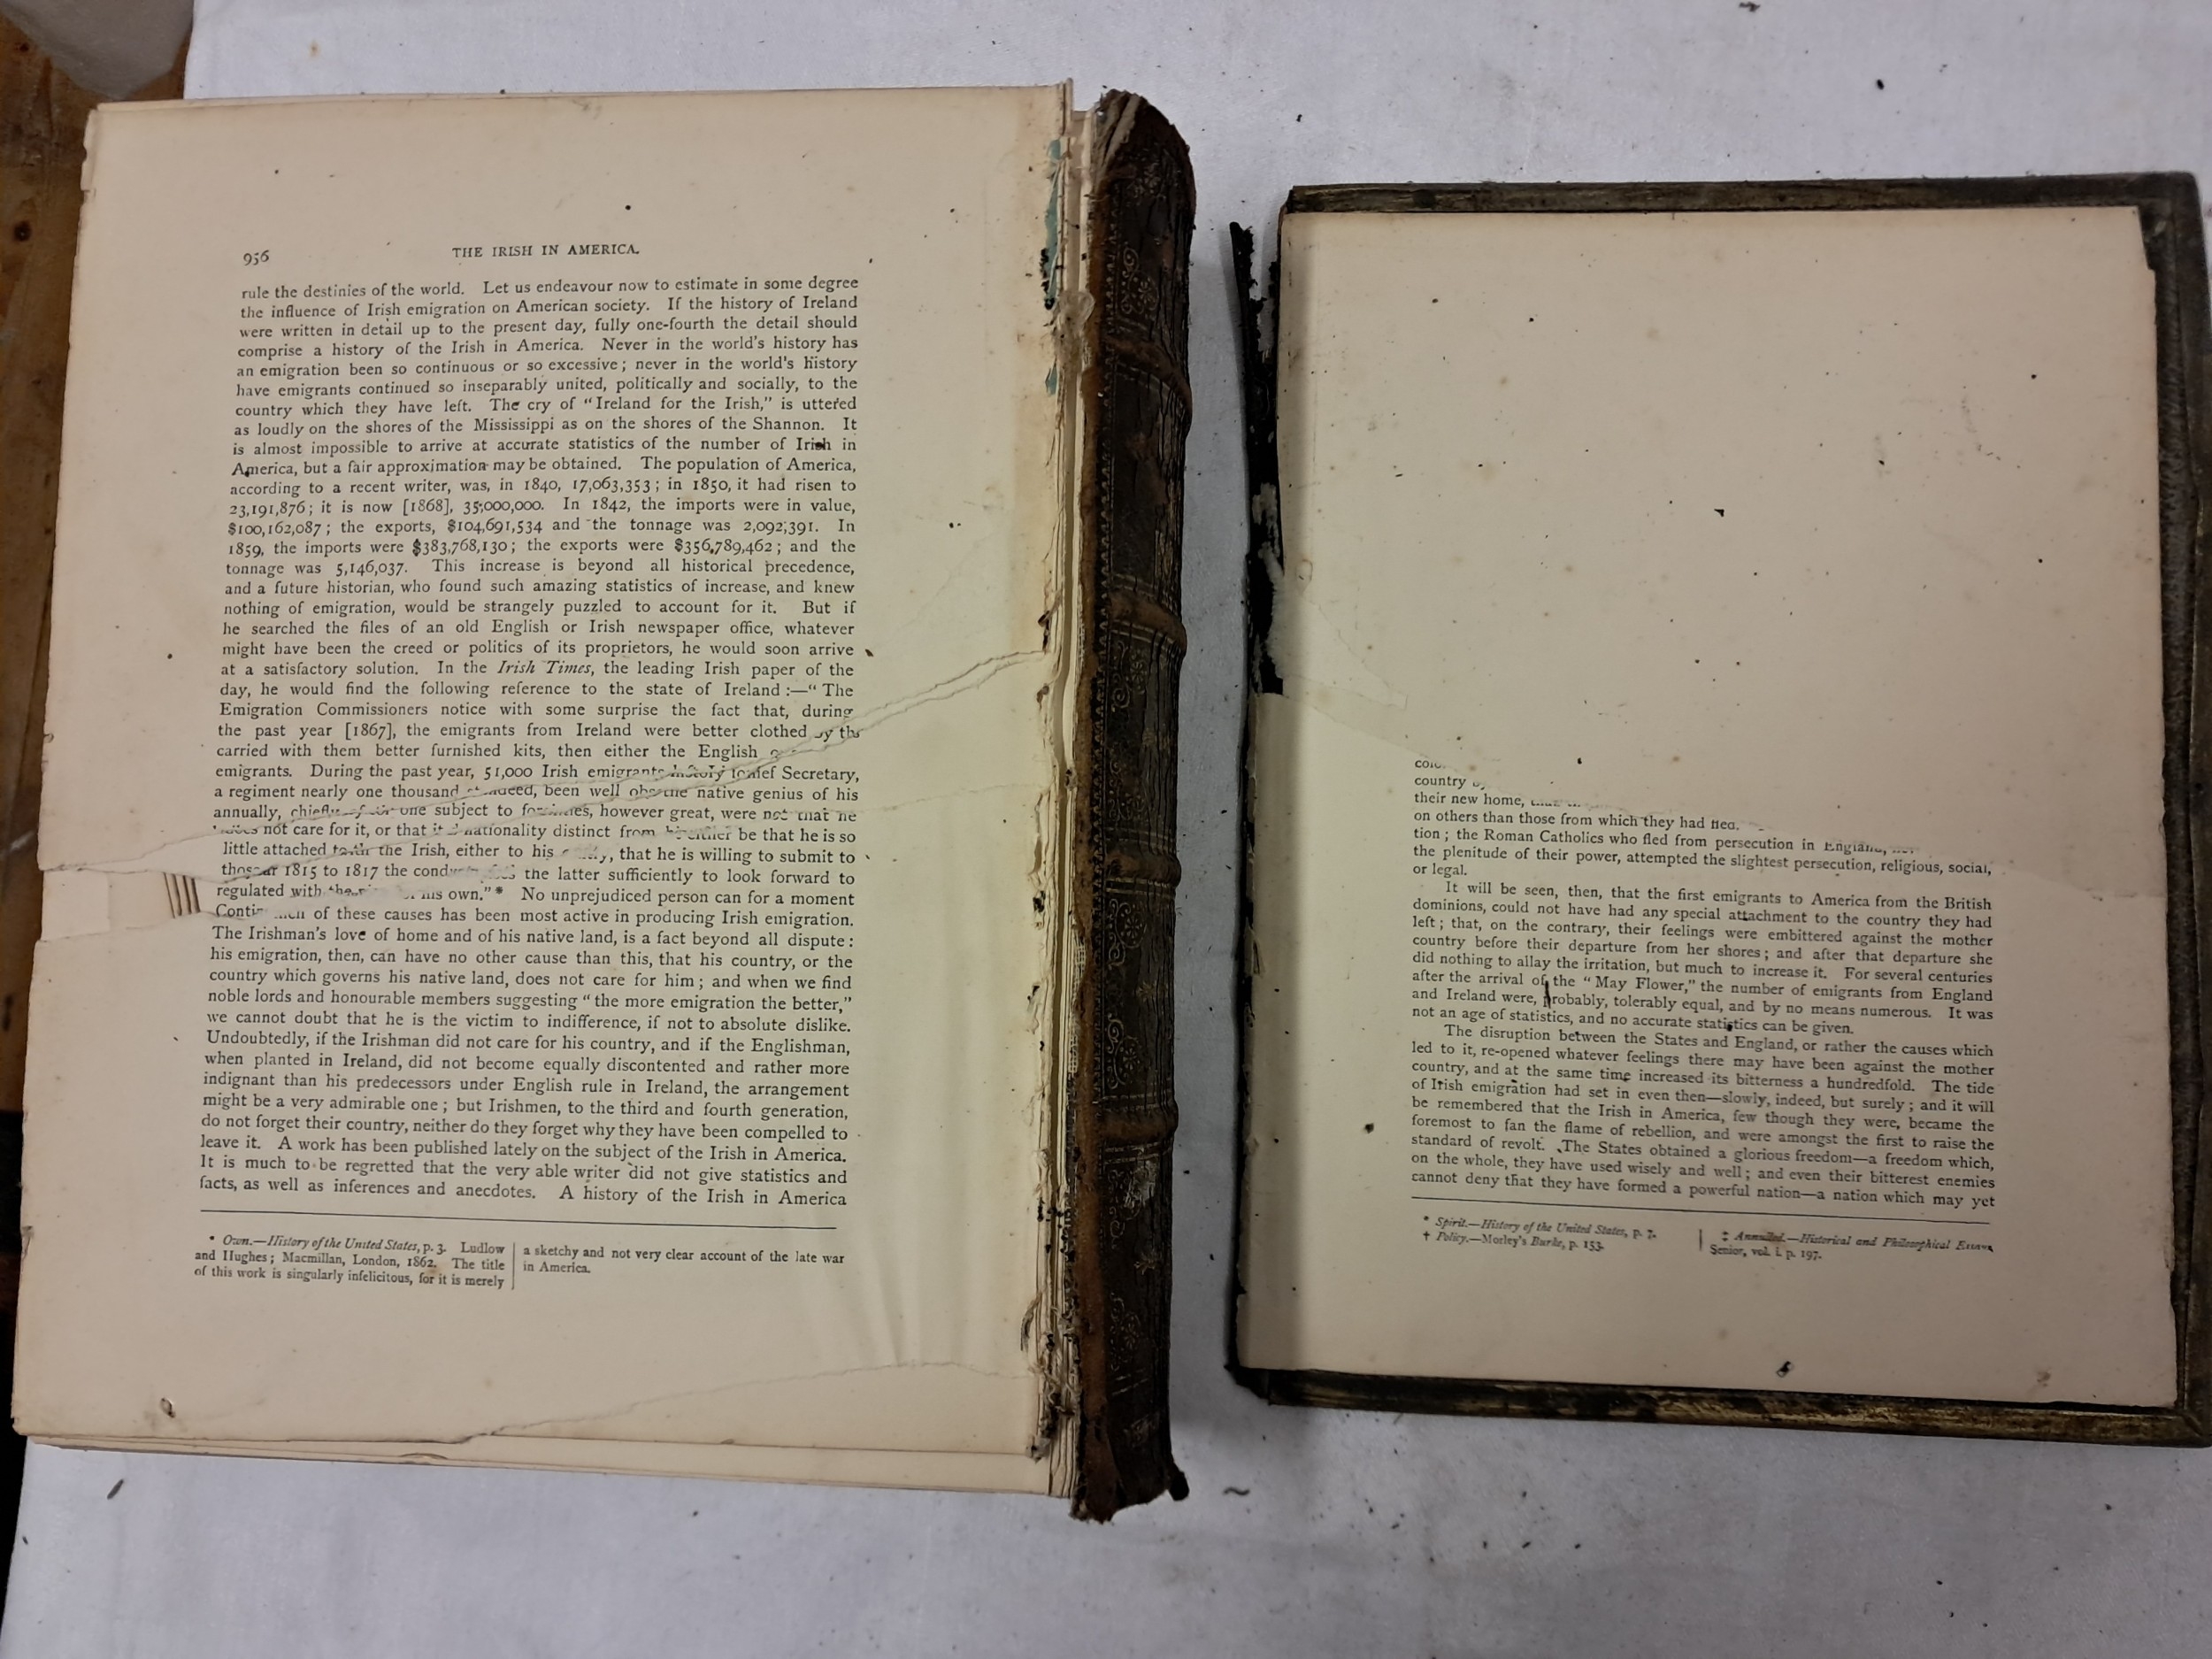 956
THE IRISH IN AMERICA.
rule the destinies of the world. Let us endeavour now to estimate in some degree
the influence of Irish emigration on American society. If the history of Ireland
were written in detail up to the present day, fully one-fourth the detail should
comprise a history of the Irish in America. Never in the world's history has
an emigration been so continuous or so excessive; never in the world's history
have emigrants continued so inseparably united, politically and socially, to the
country which they have left. The cry of "Ireland for the Irish," is uttered
as loudly on the shores of the Mississippi as on the shores of the Shannon. It
is almost impossible to arrive at accurate statistics of the number of Irish in
America, but a fair approximation may be obtained. The population of America,
according to a recent writer, was, in 1840, 17,063,353; in 1850, it had risen to
23,191,876; it is now [1868], 35,000,000. In 1842, the imports were in value,
$100,162,087; the exports, $104,691,534 and the tonnage was 2,092,391. In
1859, the imports were $383,768,130; the exports were $356,789,462; and the
tonnage was 5,146,037. This increase is beyond all historical precedence,
and a future historian, who found such amazing statistics of increase, and knew
nothing of emigration, would be strangely puzzled to account for it. But if
he searched the files of an old English or Irish newspaper office, whatever
might have been the creed or politics of its proprietors, he would soon arrive
at a satisfactory solution. In the Irish Times, the leading Irish paper of the
day, he would find the following reference to the state of Ireland:—"The
Emigration Commissioners notice with some surprise the fact that, during
the past year [1867], the emigrants from Ireland were better clothed
carried with them better furnished kits, then either the English
emigrants. During the past year, 51,000 Irish emigrants Secretary,
a regiment nearly one thousand been well native genius of his
annually, chiefly one subject to however great, were not that he
not care for it, or that nationality distinct from be that he is so
little attached the Irish, either to his that he is willing to submit to
1815 to 1817 the the latter sufficiently to look forward to
regulated with his own."* No unprejudiced person can for a moment
of these causes has been most active in producing Irish emigration.
The Irishman's love of home and of his native land, is a fact beyond all dispute:
his emigration, then, can have no other cause than this, that his country, or the
country which governs his native land, does not care for him; and when we find
noble lords and honourable members suggesting "the more emigration the better,"
we cannot doubt that he is the victim to indifference, if not to absolute dislike.
Undoubtedly, if the Irishman did not care for his country, and if the Englishman,
when planted in Ireland, did not become equally discontented and rather more
indignant than his predecessors under English rule in Ireland, the arrangement
might be a very admirable one; but Irishmen, to the third and fourth generation,
do not forget their country, neither do they forget why they have been compelled to
leave it. A work has been published lately on the subject of the Irish in America.
It is much to be regretted that the very able writer did not give statistics and
facts, as well as inferences and anecdotes. A history of the Irish in America
* Own.—History of the United States, p. 3. Ludlow
and Hughes; Macmillan, London, 1862. The title
of this work is singularly infelicitous, for it is merely
a sketchy and not very clear account of the late war
in America.
country
their new home,
on others than those from which they had fled.
tion; the Roman Catholics who fled from persecution in England,
the plenitude of their power, attempted the slightest persecution, religious, social,
or legal.
It will be seen, then, that the first emigrants to America from the British
dominions, could not have had any special attachment to the country they had
left; that, on the contrary, their feelings were embittered against the mother
country before their departure from her shores; and after that departure she
did nothing to allay the irritation, but much to increase it. For several centuries
after the arrival of the "May Flower," the number of emigrants from England
and Ireland were, probably, tolerably equal, and by no means numerous. It was
not an age of statistics, and no accurate statistics can be given.
The disruption between the States and England, or rather the causes which
led to it, re-opened whatever feelings there may have been against the mother
country, and at the same time increased its bitterness a hundredfold. The tide
of Irish emigration had set in even then—slowly, indeed, but surely; and it will
be remembered that the Irish in America, few though they were, became the
foremost to fan the flame of rebellion, and were amongst the first to raise the
standard of revolt. The States obtained a glorious freedom—a freedom which,
on the whole, they have used wisely and well; and even their bitterest enemies
cannot deny that they have formed a powerful nation—a nation which may yet
* Spirit.—History of the United States, p. 7.
† Policy.—Morley's Burke, p. 153.
‡ Annulled.—Historical and Philosophical Essays,
Senior, vol. i. p. 197.